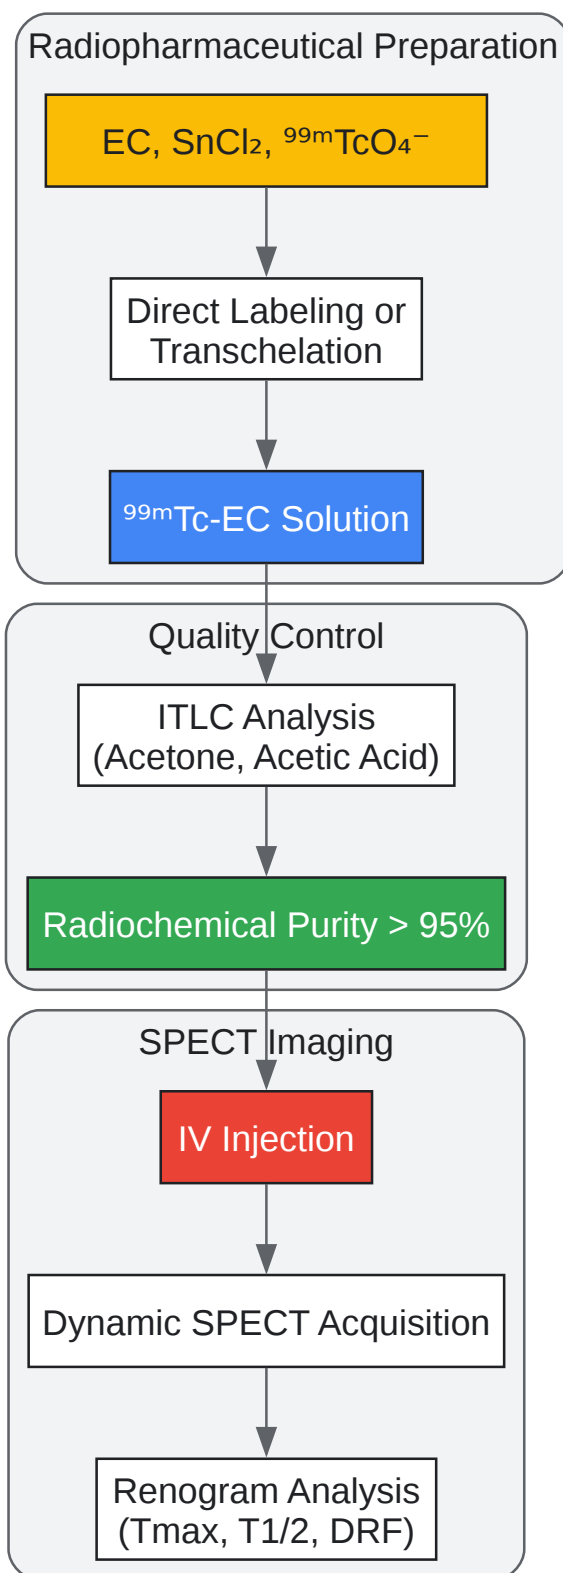 Radiopharmaceutical Preparation
EC, SnCl₂, ⁹⁹ᵐTcO₄⁻
Direct Labeling or
Transchelation
⁹⁹ᵐTc-EC Solution
Quality Control
ITLC Analysis
(Acetone, Acetic Acid)
Radiochemical Purity > 95%
SPECT Imaging
IV Injection
Dynamic SPECT Acquisition
Renogram Analysis
(Tmax, T1/2, DRF)